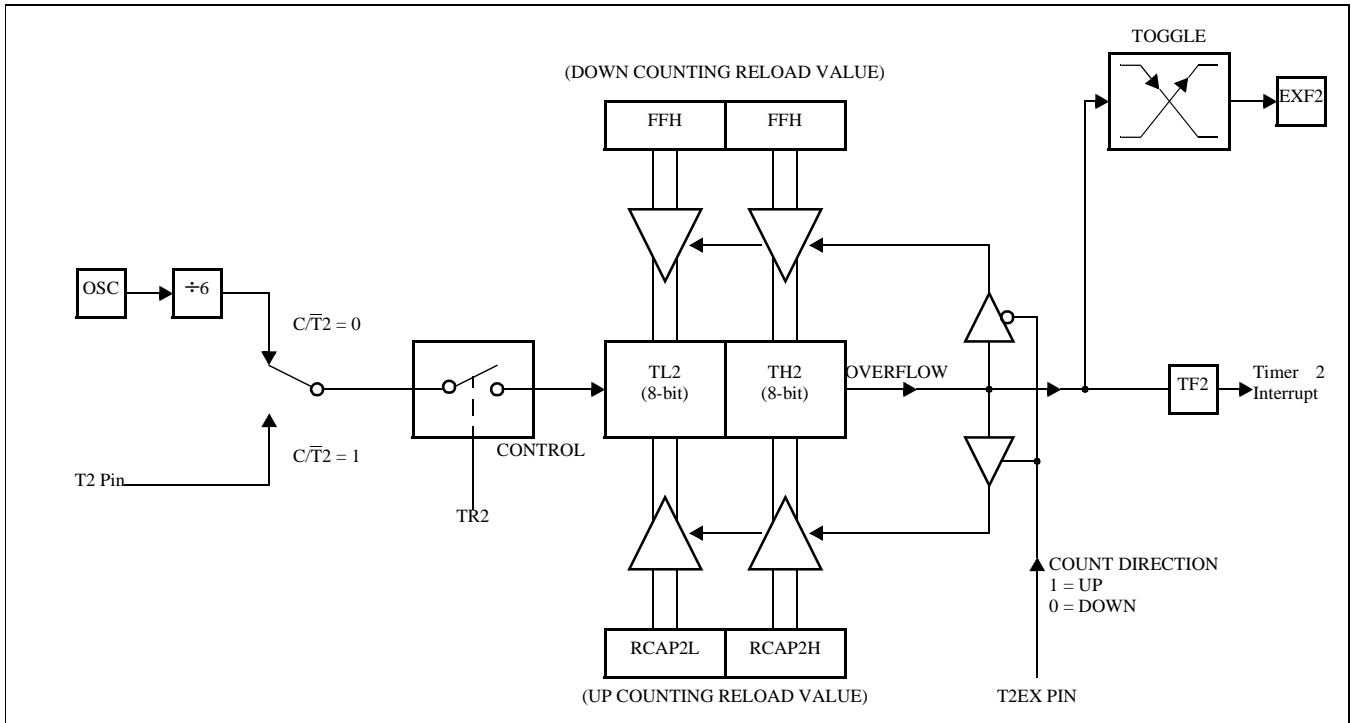 TOGGLE
(DOWN COUNTING RELOAD VALUE)
FFH
FFH
EXF2
OSC
÷6
C/T̅2 = 0
TL2
(8-bit)
TH2
(8-bit)
OVERFLOW
TF2
Timer 2
Interrupt
C/T̅2 = 1
CONTROL
T2 Pin
TR2
COUNT DIRECTION
1 = UP
0 = DOWN
RCAP2L
RCAP2H
(UP COUNTING RELOAD VALUE)
T2EX PIN